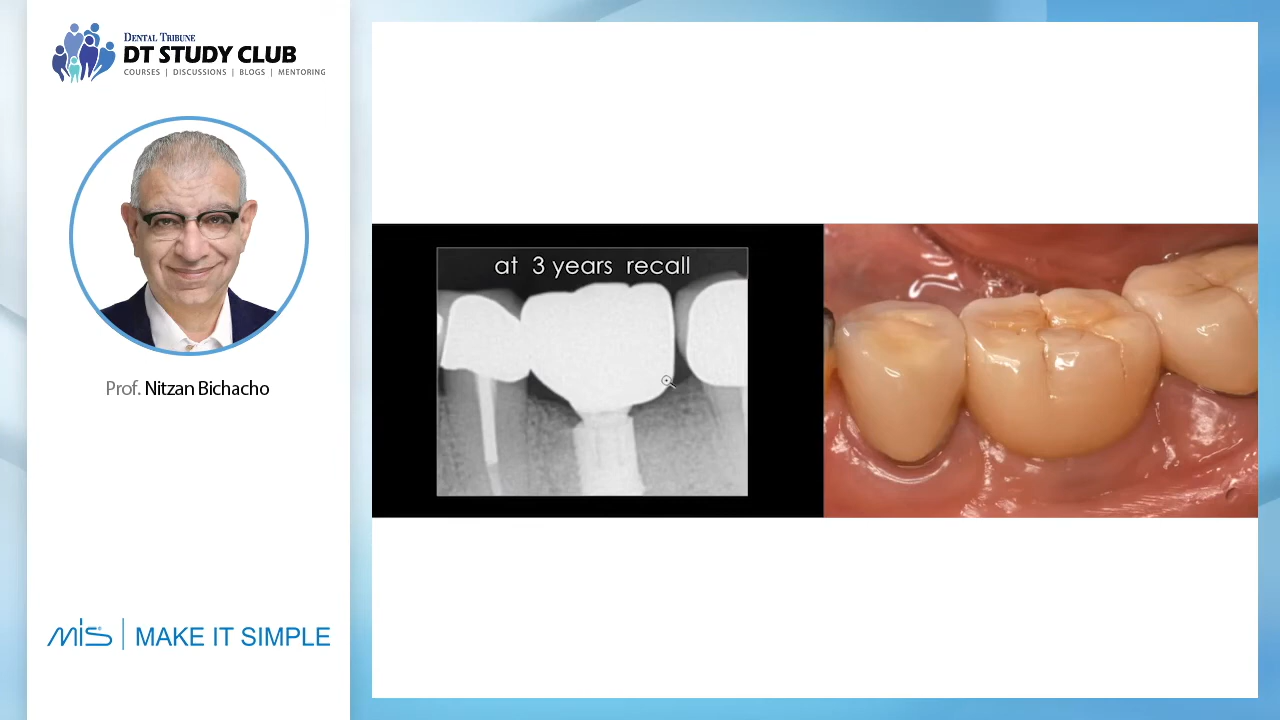 DENTAL TRIBUNE
DT STUDY CLUB
COURSES | DISCUSSIONS | BLOGS | MENTORING
Prof. Nitzan Bichacho
mis® | MAKE IT SIMPLE
at 3 years recall